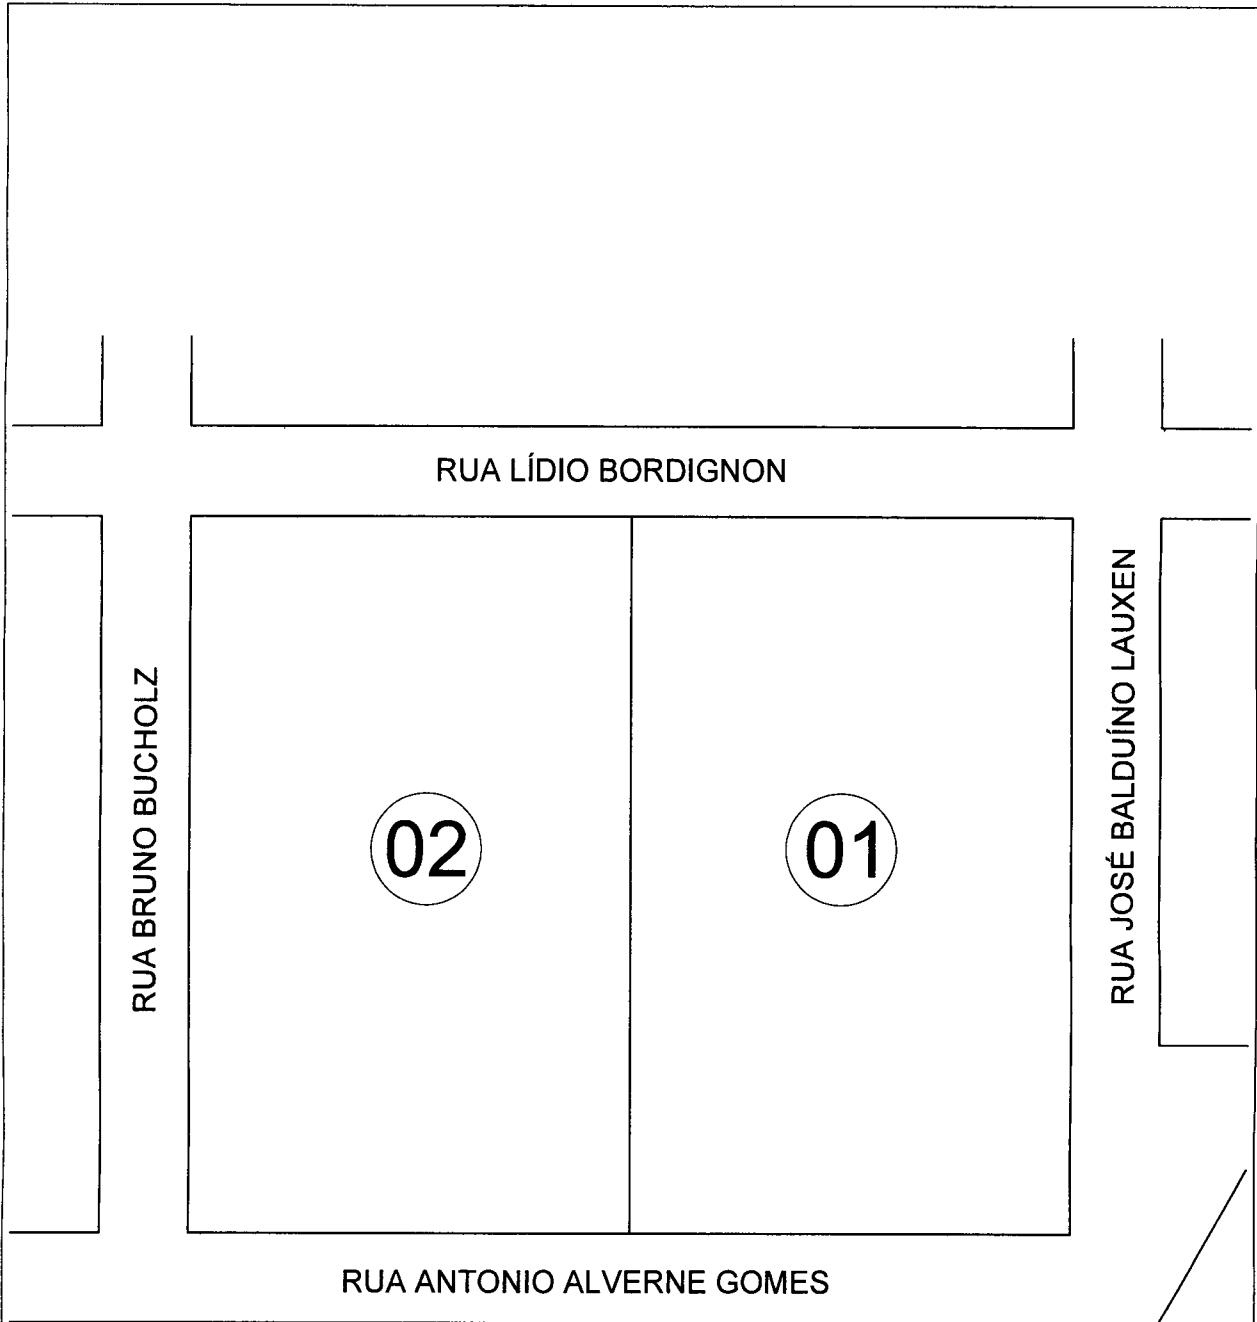 RUA LÍDIO BORDIGNON
RUA BRUNO BUCHOLZ
02
01
RUA JOSÉ BALDUÍNO LAUXEN
RUA ANTONIO ALVERNE GOMES